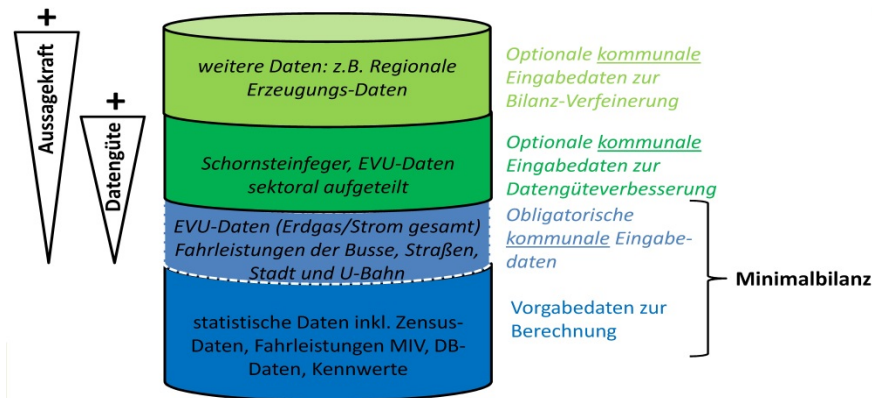 +
Aussagekraft
+
Datengüte
weitere Daten: z.B. Regionale
Erzeugungs-Daten
Optionale kommunale
Eingabedaten zur
Bilanz-Verfeinerung
Schornsteinfeger, EVU-Daten
sektoral aufgeteilt
Optionale kommunale
Eingabedaten zur
Datengüteverbesserung
EVU-Daten (Erdgas/Strom gesamt)
Fahrleistungen der Busse, Straßen,
Stadt und U-Bahn
Obligatorische
kommunale Eingabe-
daten
statistische Daten inkl. Zensus-
Daten, Fahrleistungen MIV, DB-
Daten, Kennwerte
Vorgabedaten zur
Berechnung
Minimalbilanz